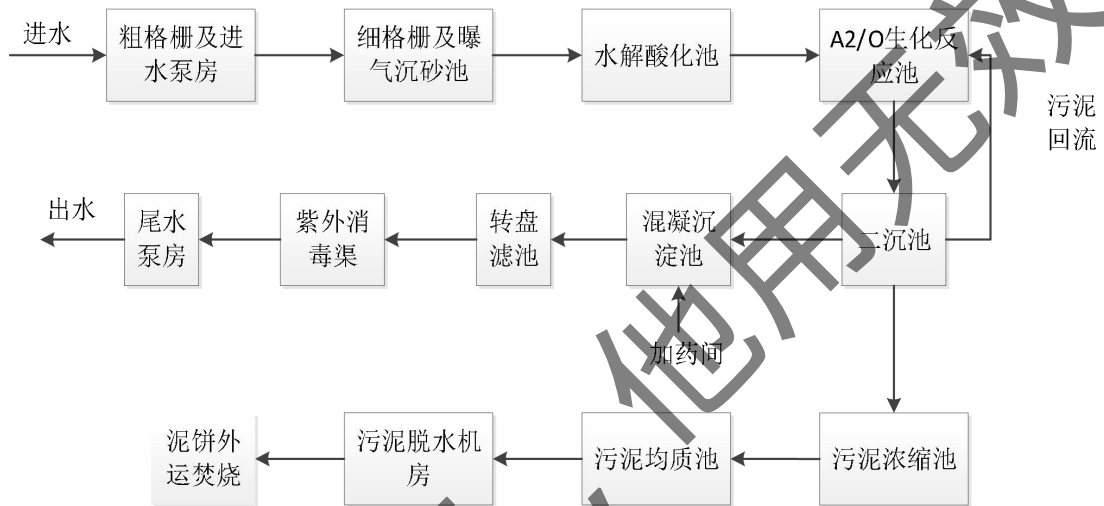 进水
粗格栅及进
水泵房
细格栅及曝
气沉砂池
水解酸化池
A2/O生化反
应池
污泥
回流
出水
尾水
泵房
紫外消
毒渠
转盘
滤池
混凝沉
淀池
二沉池
加药间
泥饼外
运焚烧
污泥脱水机
房
污泥均质池
污泥浓缩池
他用无效